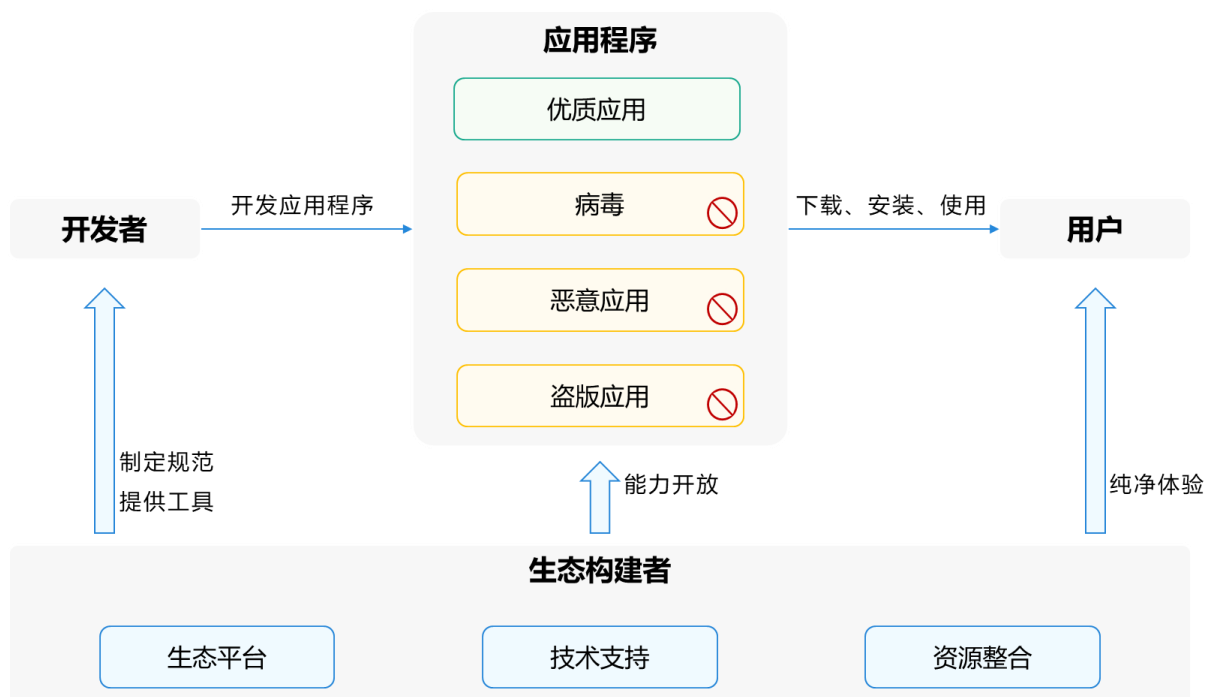 应用程序
优质应用
病毒
恶意应用
盗版应用
开发者
开发应用程序
下载、安装、使用
用户
制定规范
提供工具
能力开放
纯净体验
生态构建者
生态平台
技术支持
资源整合